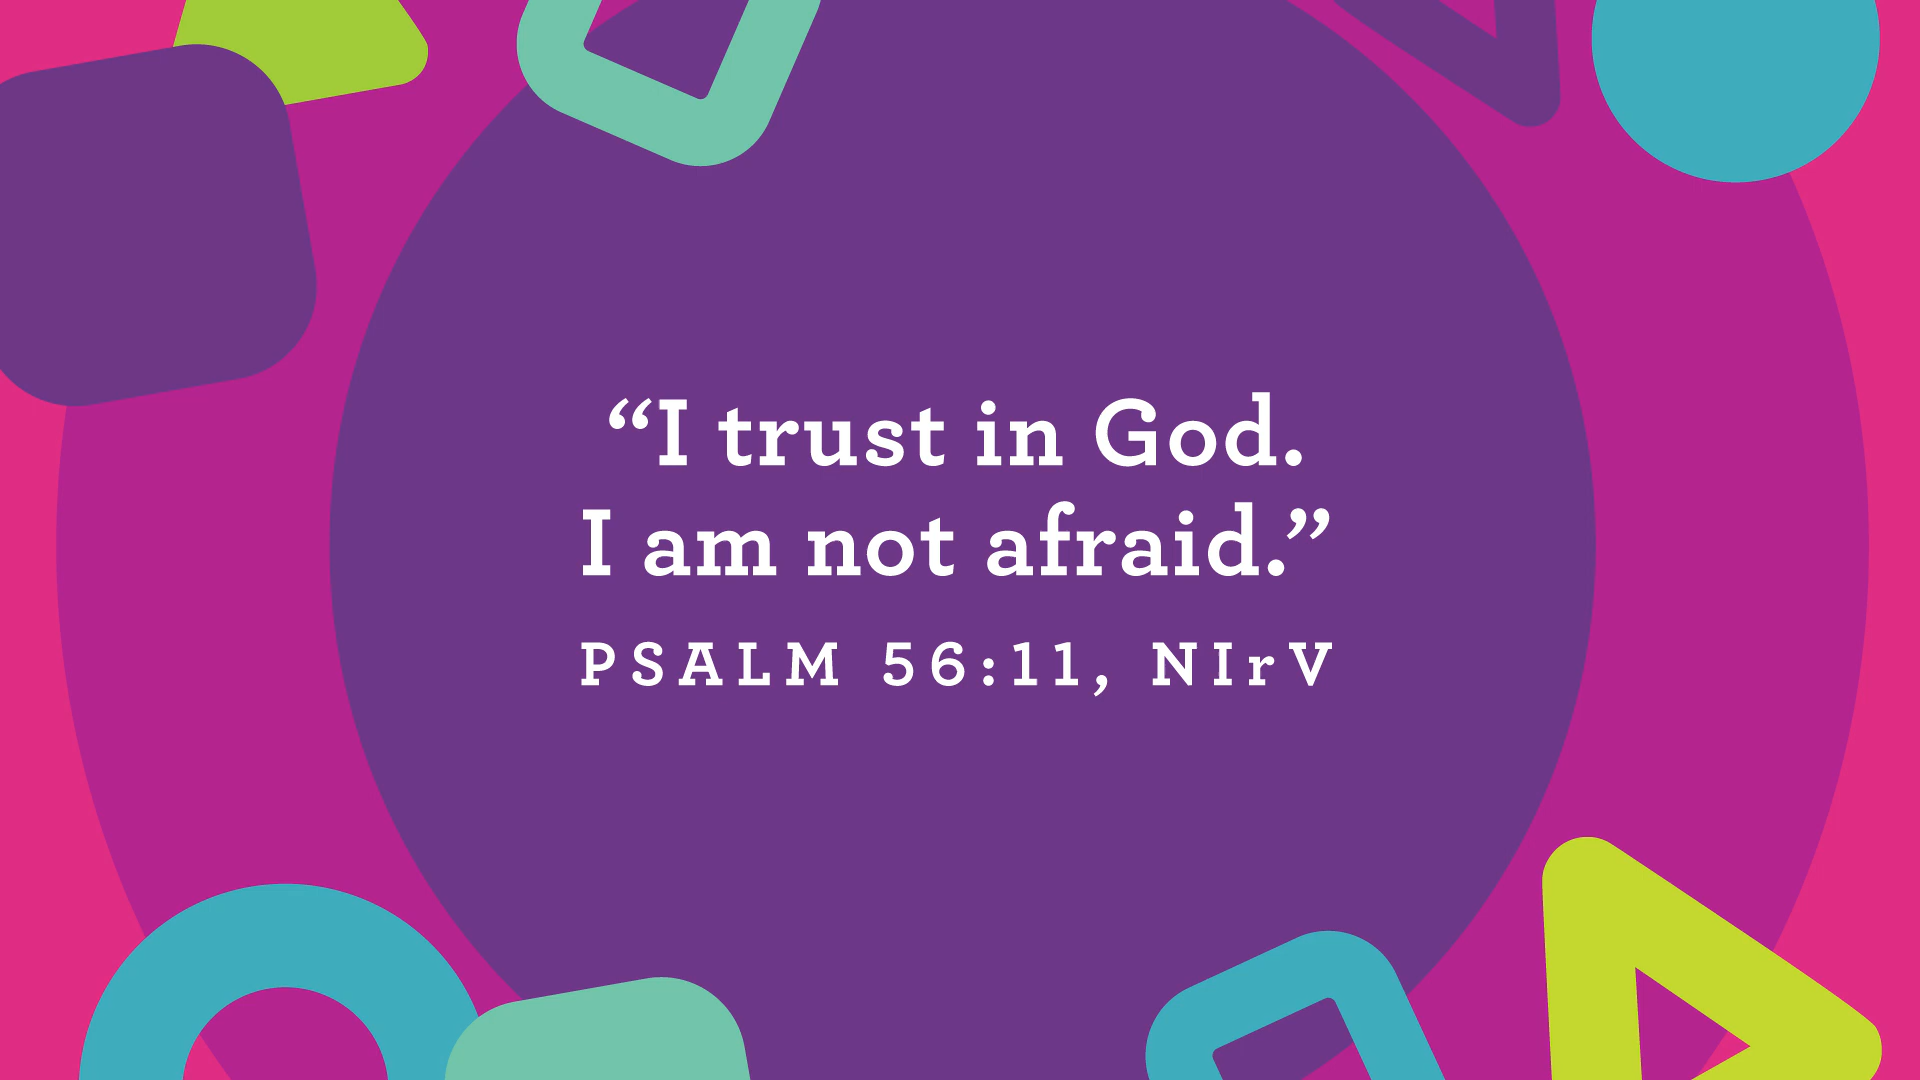 “I trust in God.
I am not afraid.”
PSALM 56:11, NIrV